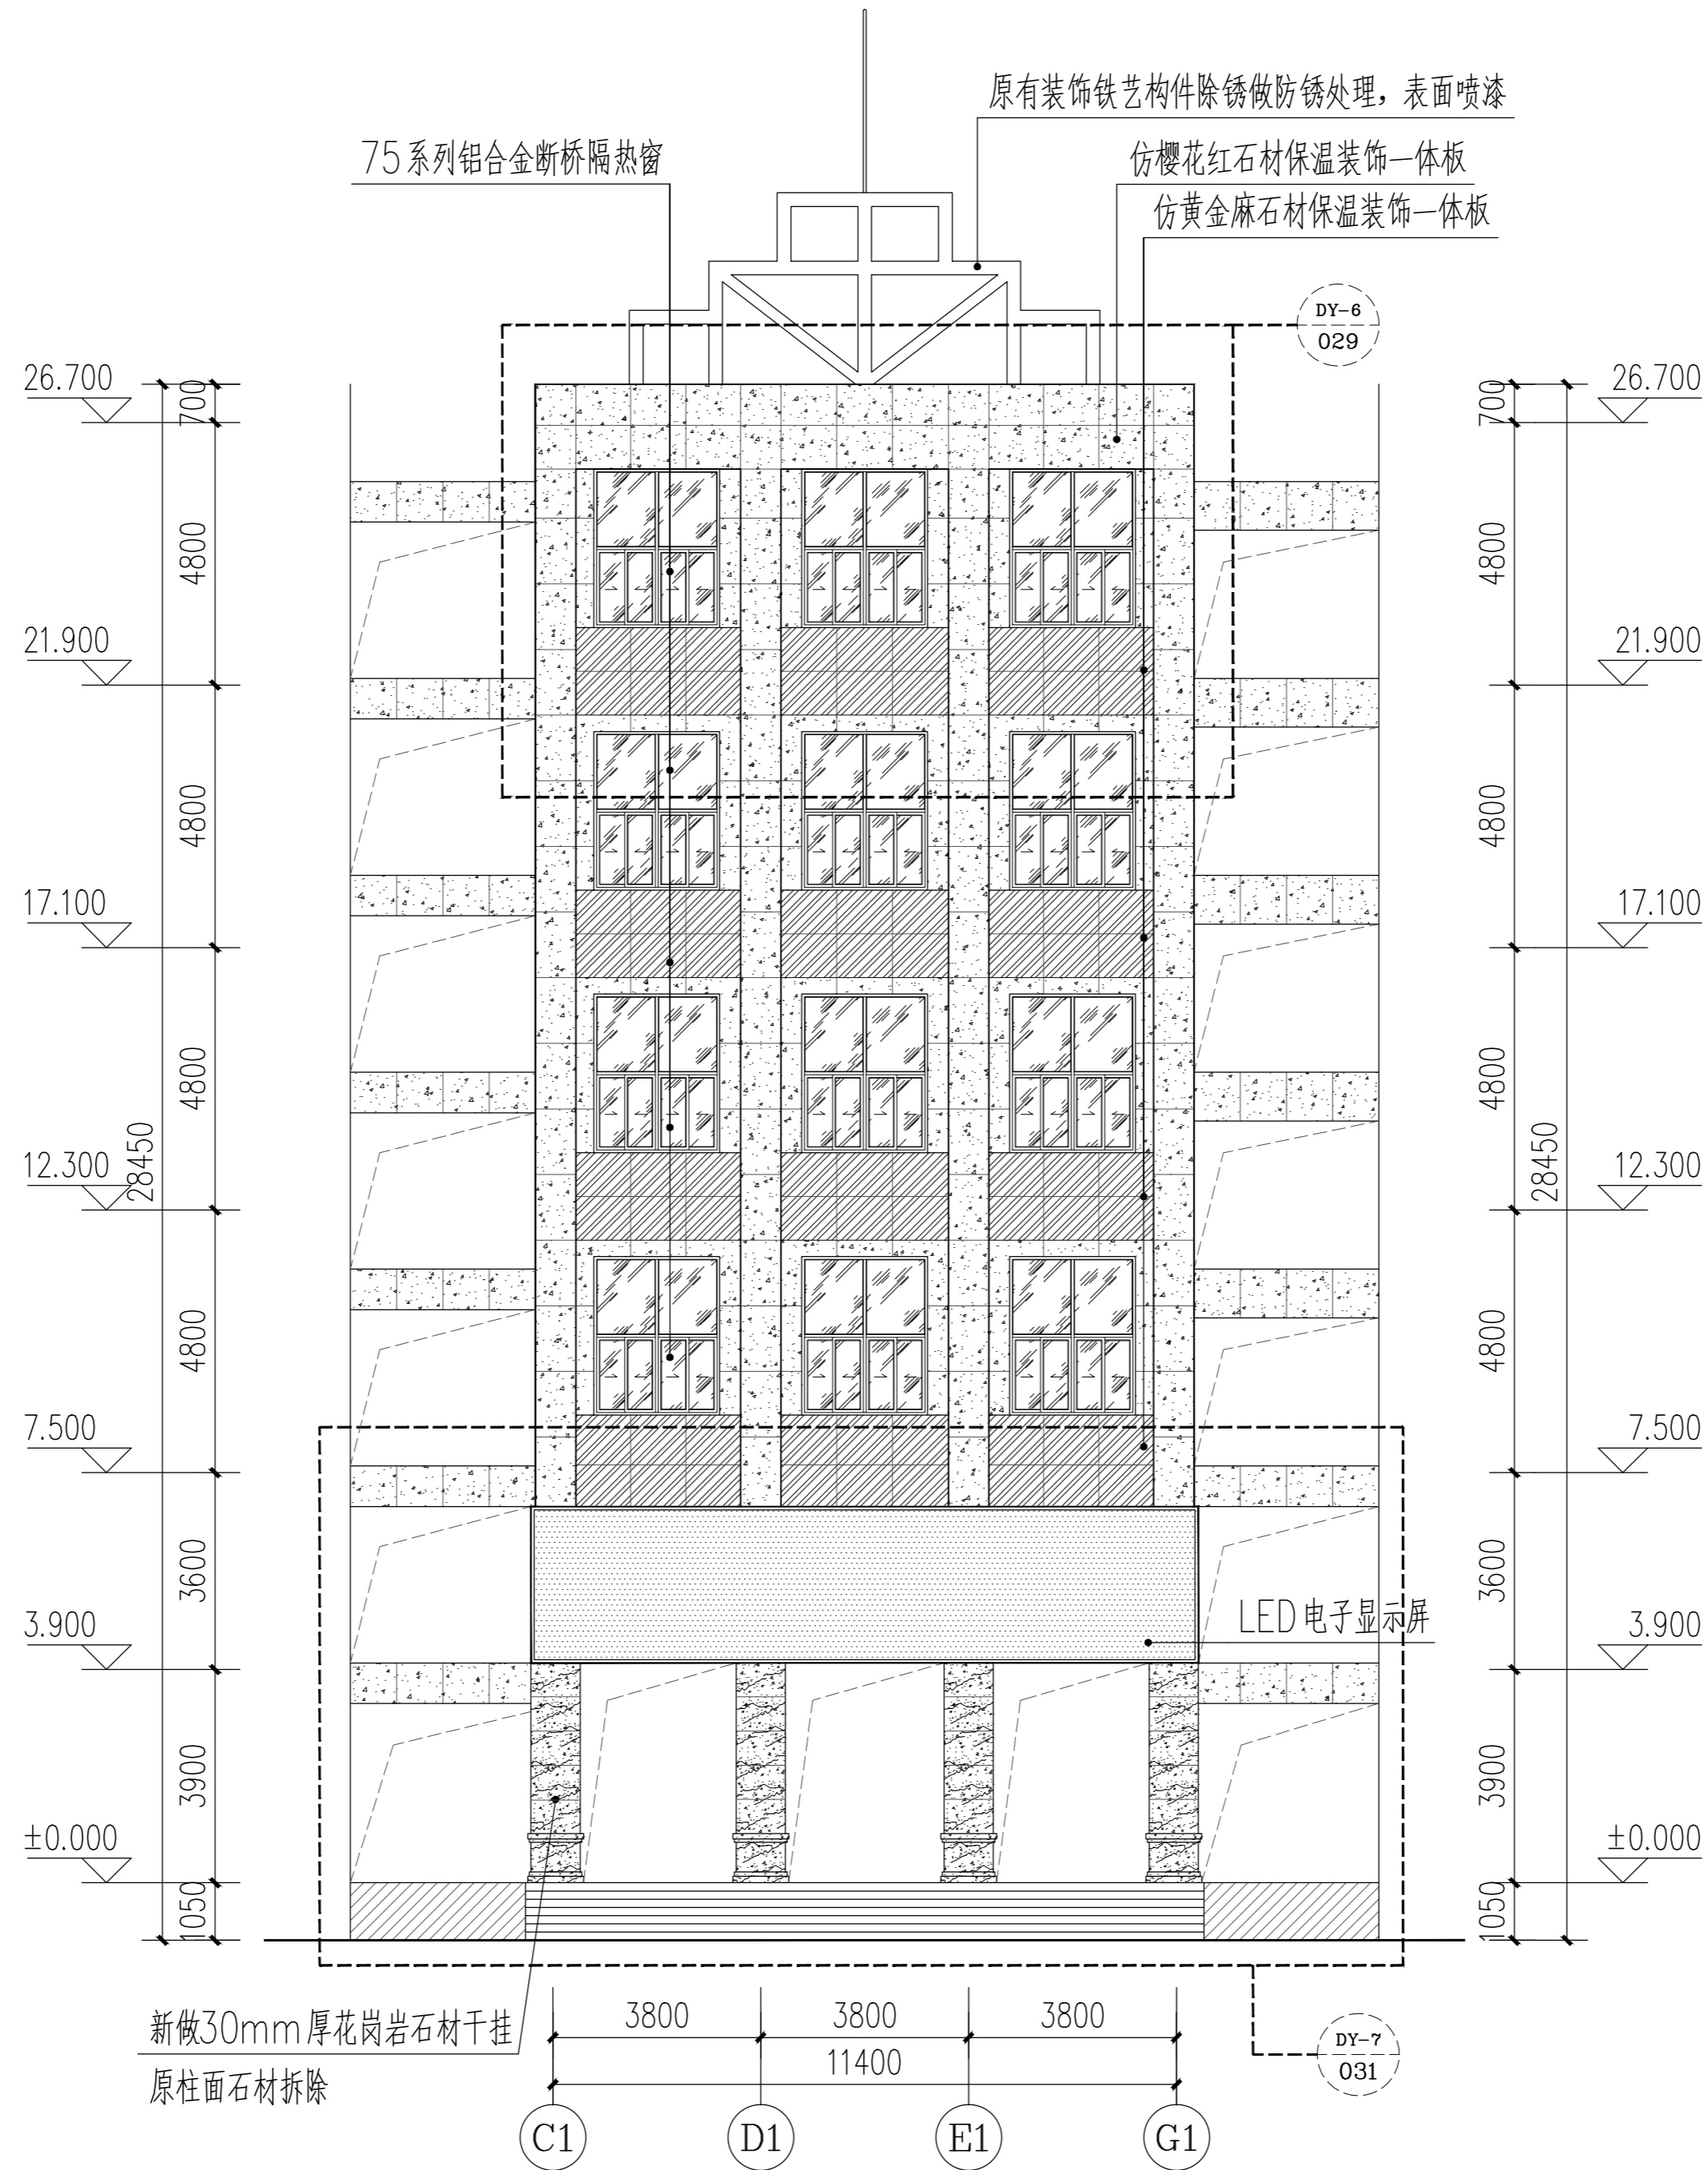 原有装饰铁艺构件除锈做防锈处理，表面喷漆
75系列铝合金断桥隔热窗
仿樱花红石材保温装饰一体板
仿黄金麻石材保温装饰一体板
DY-6
029
26.700
700
700
26.700
4800
4800
21.900
21.900
4800
4800
17.100
17.100
4800
4800
28450
28450
12.300
12.300
4800
4800
7.500
7.500
3600
3600
LED电子显示屏
3.900
3.900
3900
3900
±0.000
±0.000
1050
1050
新做30mm厚花岗岩石材干挂
原柱面石材拆除
3800
3800
3800
11400
DY-7
031
C1
D1
E1
G1